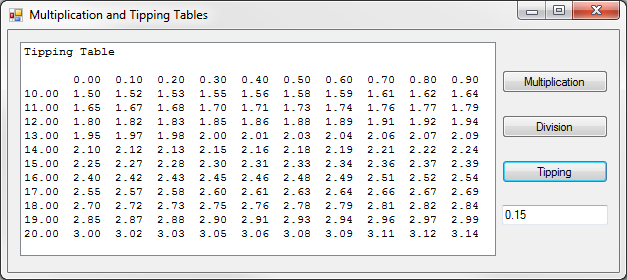 Multiplication and Tipping Tables
Tipping Table
0.00 0.10 0.20 0.30 0.40 0.50 0.60 0.70 0.80 0.90
10.00 1.50 1.52 1.53 1.55 1.56 1.58 1.59 1.61 1.62 1.64
11.00 1.65 1.67 1.68 1.70 1.71 1.73 1.74 1.76 1.77 1.79
12.00 1.80 1.82 1.83 1.85 1.86 1.88 1.89 1.91 1.92 1.94
13.00 1.95 1.97 1.98 2.00 2.01 2.03 2.04 2.06 2.07 2.09
14.00 2.10 2.12 2.13 2.15 2.16 2.18 2.19 2.21 2.22 2.24
15.00 2.25 2.27 2.28 2.30 2.31 2.33 2.34 2.36 2.37 2.39
16.00 2.40 2.42 2.43 2.45 2.46 2.48 2.49 2.51 2.52 2.54
17.00 2.55 2.57 2.58 2.60 2.61 2.63 2.64 2.66 2.67 2.69
18.00 2.70 2.72 2.73 2.75 2.76 2.78 2.79 2.81 2.82 2.84
19.00 2.85 2.87 2.88 2.90 2.91 2.93 2.94 2.96 2.97 2.99
20.00 3.00 3.02 3.03 3.05 3.06 3.08 3.09 3.11 3.12 3.14
Multiplication
Division
Tipping
0.15